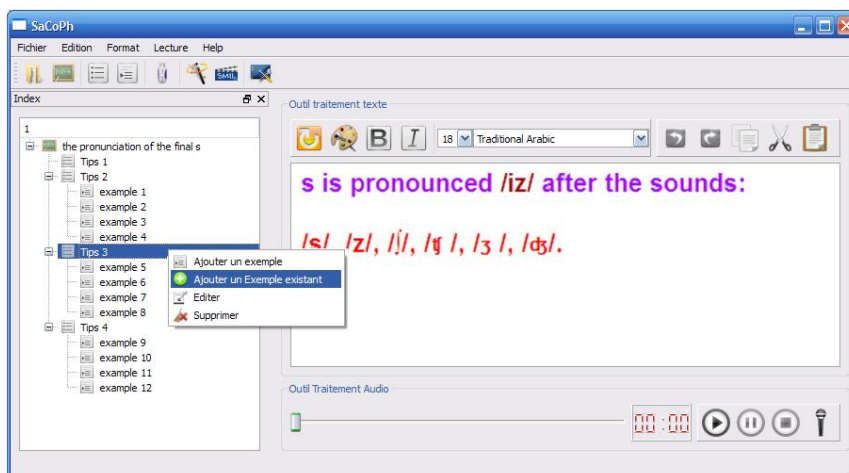 SaCoPh
Fichier Edition Format Lecture Help
SMIL
Index
1
the pronunciation of the final s
Tips 1
Tips 2
example 1
example 2
example 3
example 4
Tips 3
example 5
example 6
example 7
example 8
Tips 4
example 9
example 10
example 11
example 12
Ajouter un exemple
Ajouter un Exemple existant
Editer
Supprimer
Outil traitement texte
B I 18 Traditional Arabic
s is pronounced /iz/ after the sounds:
/s/, /z/, /ʃ/, /ʧ /, /ʒ /, /ʤ/.
Outil Traitement Audio
00:00